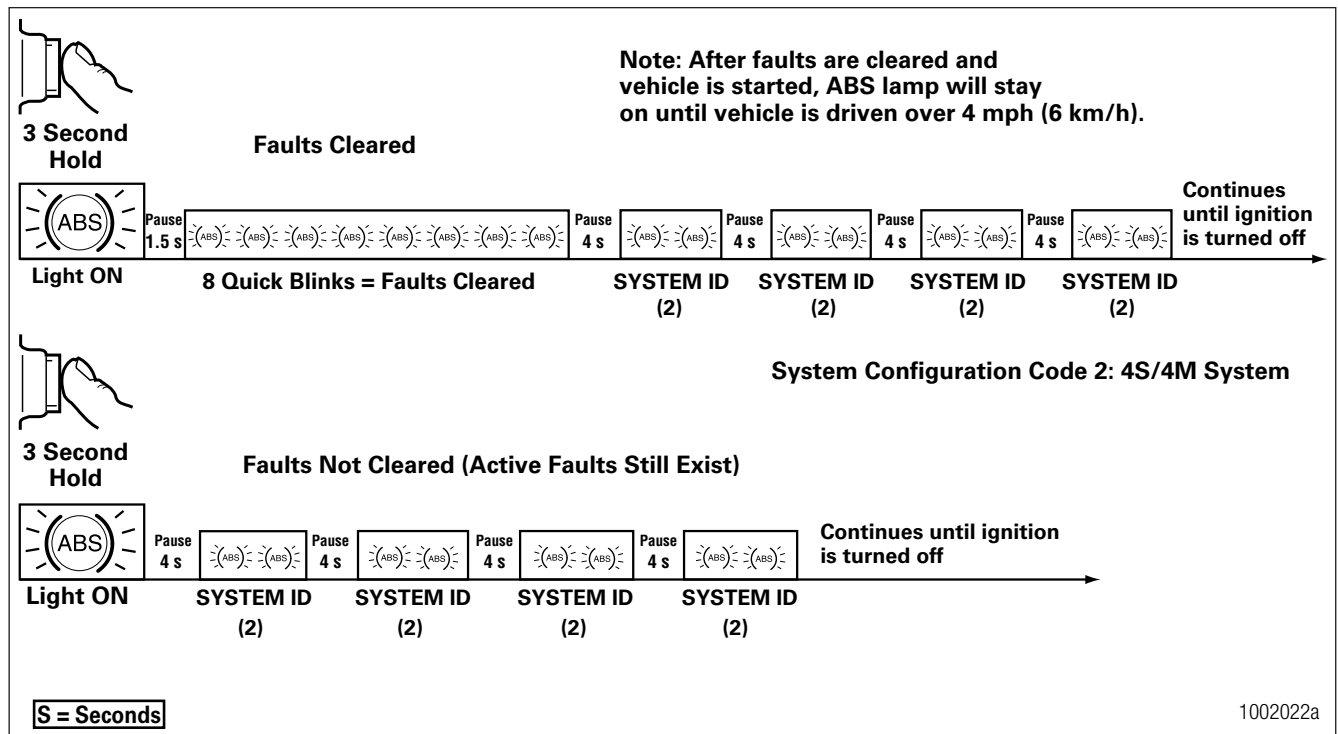 Note: After faults are cleared and
vehicle is started, ABS lamp will stay
on until vehicle is driven over 4 mph (6 km/h).
3 Second
Hold
Faults Cleared
Continues
until ignition
is turned off
ABS
Pause
1.5 s
ABS ABS ABS ABS ABS ABS ABS ABS
Pause
4 s
ABS ABS
Pause
4 s
ABS ABS
Pause
4 s
ABS ABS
Pause
4 s
ABS ABS
Light ON
8 Quick Blinks = Faults Cleared
SYSTEM ID
(2)
SYSTEM ID
(2)
SYSTEM ID
(2)
SYSTEM ID
(2)
System Configuration Code 2: 4S/4M System
3 Second
Hold
Faults Not Cleared (Active Faults Still Exist)
ABS
Pause
4 s
ABS ABS
Pause
4 s
ABS ABS
Pause
4 s
ABS ABS
Pause
4 s
ABS ABS
Continues until ignition
is turned off
Light ON
SYSTEM ID
(2)
SYSTEM ID
(2)
SYSTEM ID
(2)
SYSTEM ID
(2)
S = Seconds
1002022a